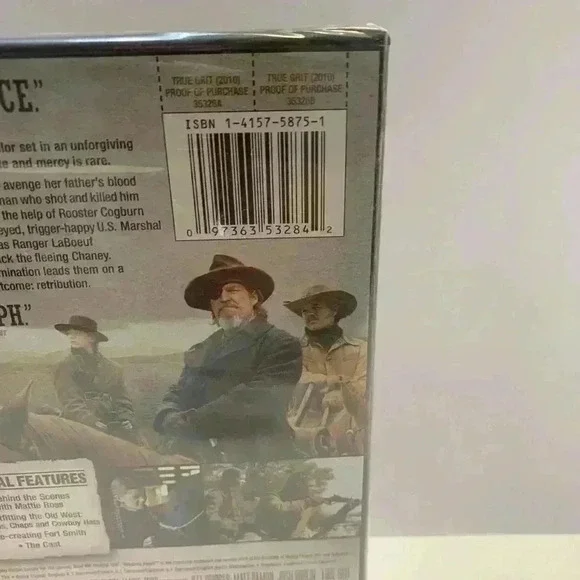 CE."
TRUE GRIT (2010) TRUE GRIT (2010)
PROOF OF PURCHASE PROOF OF PURCHASE
35328A 35328B
ISBN 1-4157-5875-1
0 97363 53284 2
lor set in an unforgiving
e and mercy is rare.
avenge her father's blood
man who shot and killed him
the help of Rooster Cogburn
eyed, trigger-happy U.S. Marshal
as Ranger LaBoeuf
ck the fleeing Chaney.
mination leads them on a
tcome: retribution.
PH."
AL FEATURES
ehind the Scenes
ith Mattie Ross
tfitting the Old West:
s, Chaps and Cowboy Hats
e-creating Fort Smith
• The Cast